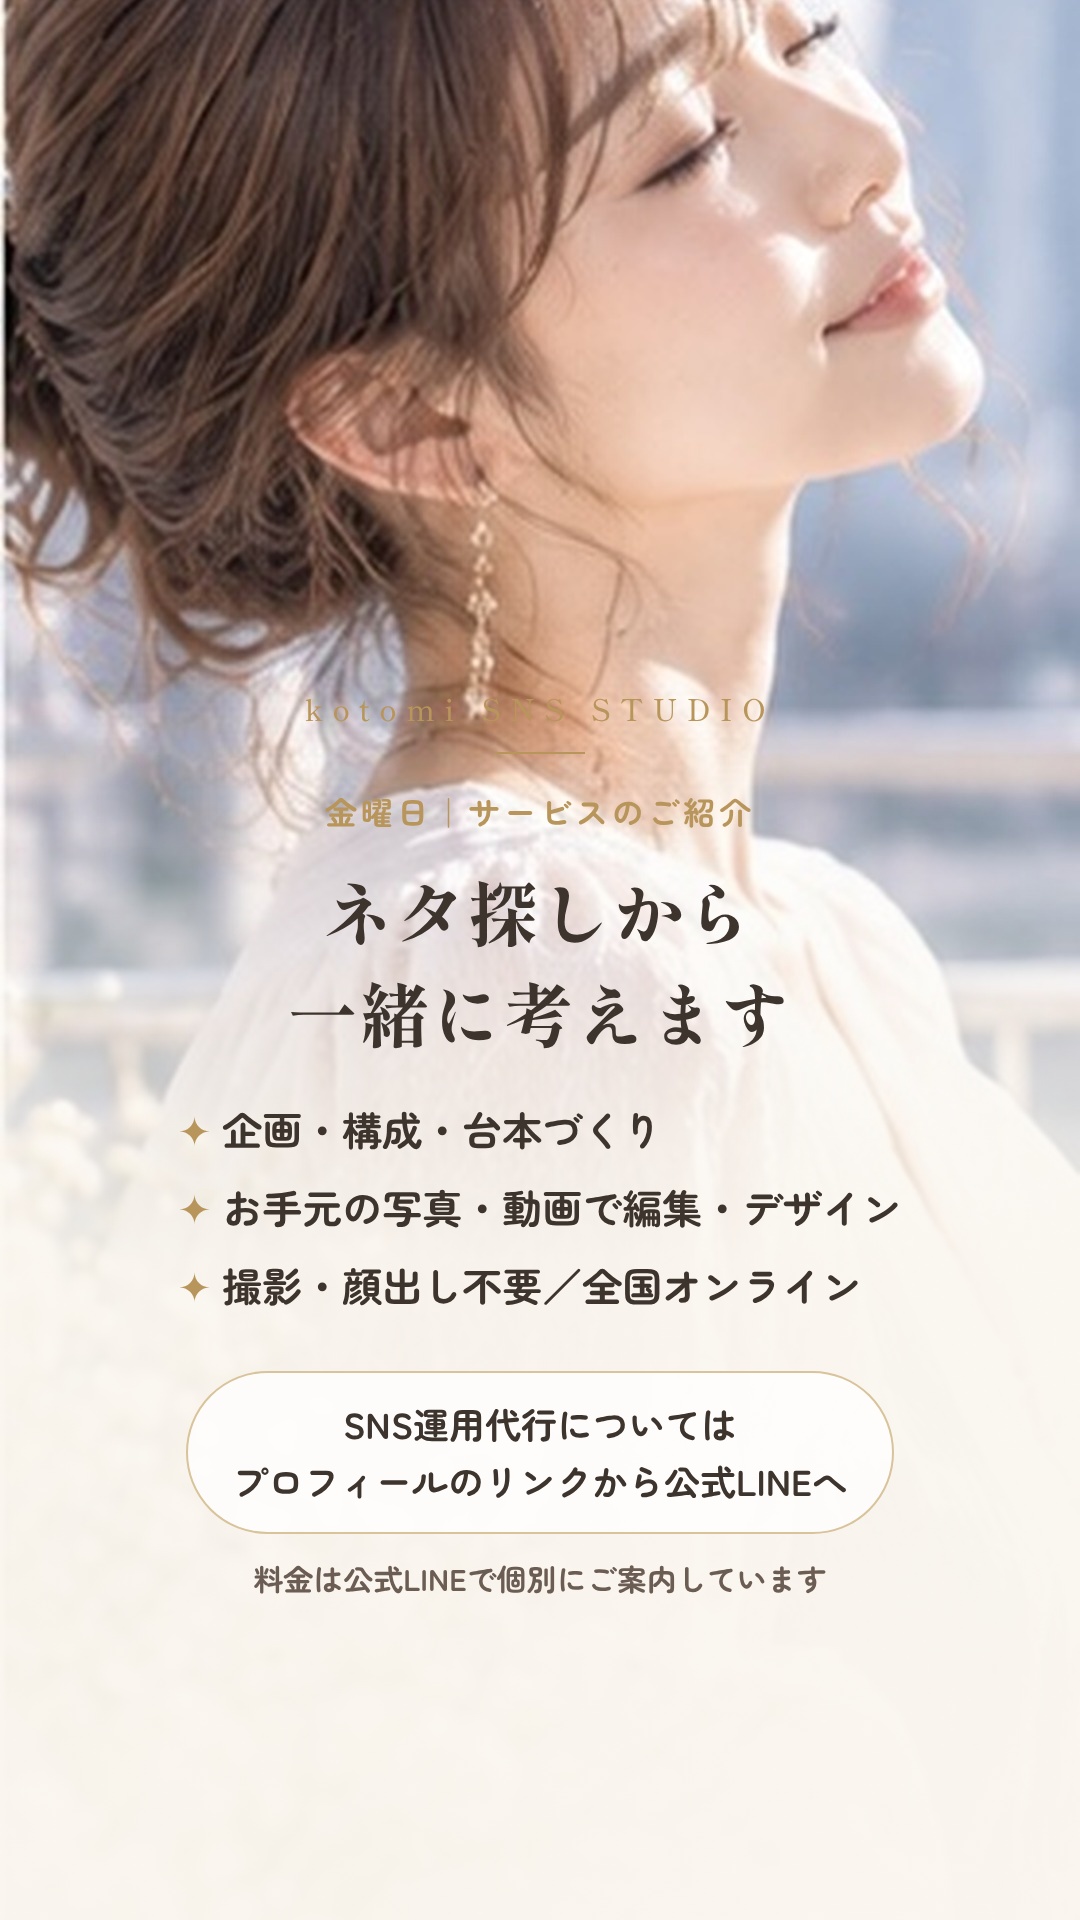 kotomi SNS STUDIO
金曜日｜サービスのご紹介
ネタ探しから
一緒に考えます
✦ 企画・構成・台本づくり
✦ お手元の写真・動画で編集・デザイン
✦ 撮影・顔出し不要／全国オンライン
SNS運用代行については
プロフィールのリンクから公式LINEへ
料金は公式LINEで個別にご案内しています